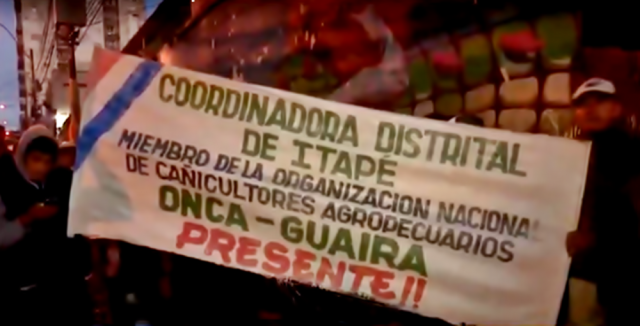 COORDINADORA DISTRITAL
DE ITAPÉ
MIEMBRO DE LA ORGANIZACION NACIONAL
DE CAÑICULTORES AGROPECUARIOS
ONCA - GUAIRA
PRESENTE!!